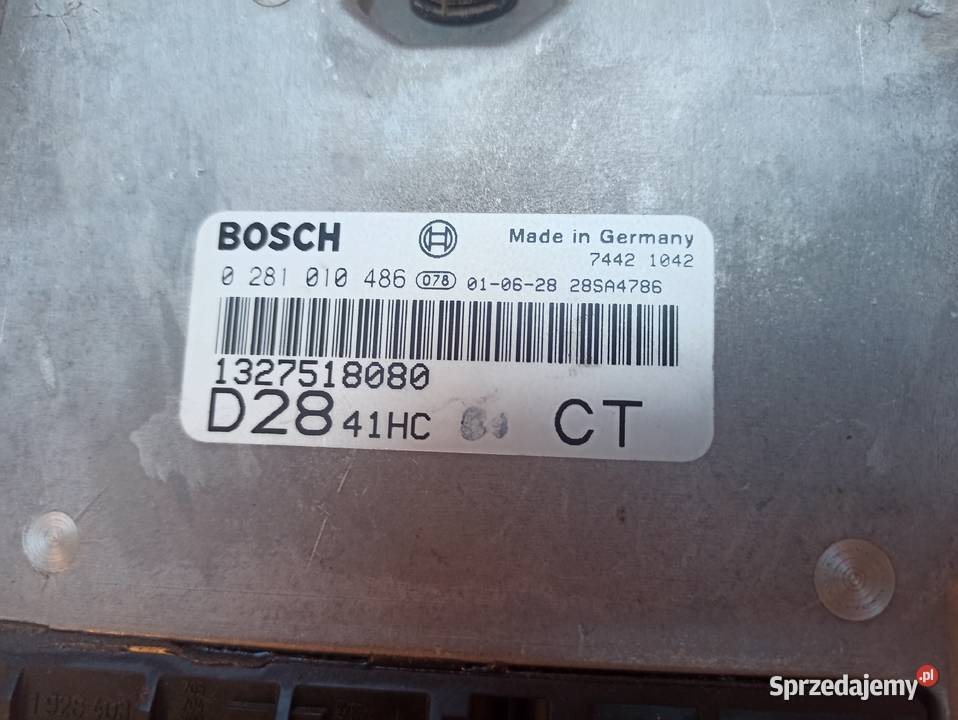 BOSCH Made in Germany
7442 1042
0 281 010 486 078 01-06-28 28SA4786
1327518080
D28 41HC CT
Sprzedajemy.pl